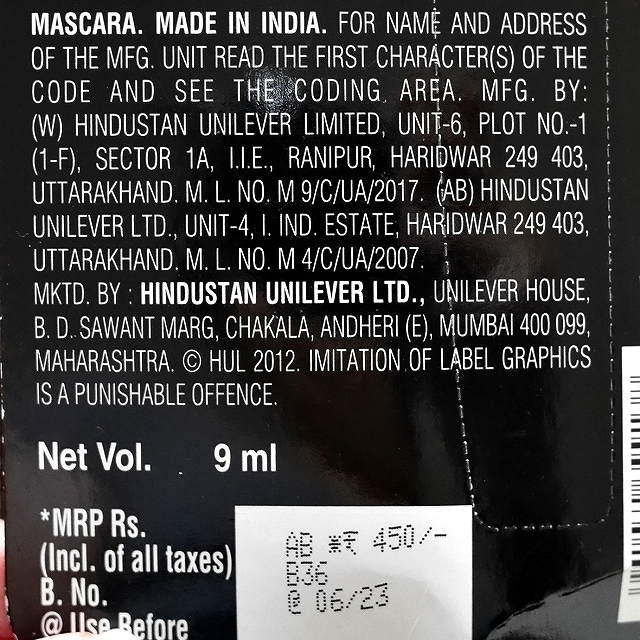 MASCARA. MADE IN INDIA. FOR NAME AND ADDRESS
OF THE MFG. UNIT READ THE FIRST CHARACTER(S) OF THE
CODE AND SEE THE CODING AREA. MFG. BY:
(W) HINDUSTAN UNILEVER LIMITED, UNIT-6, PLOT NO.-1
(1-F), SECTOR 1A, I.I.E., RANIPUR, HARIDWAR 249 403,
UTTARAKHAND. M. L. NO. M 9/C/UA/2017. (AB) HINDUSTAN
UNILEVER LTD., UNIT-4, I. IND. ESTATE, HARIDWAR 249 403,
UTTARAKHAND. M. L. NO. M 4/C/UA/2007.
MKTD. BY : HINDUSTAN UNILEVER LTD., UNILEVER HOUSE,
B. D. SAWANT MARG, CHAKALA, ANDHERI (E), MUMBAI 400 099,
MAHARASHTRA. © HUL 2012. IMITATION OF LABEL GRAPHICS
IS A PUNISHABLE OFFENCE.
Net Vol. 9 ml
*MRP Rs. AB *₹ 450/-
(Incl. of all taxes)
B. No. B36
@ Use Before @ 06/23